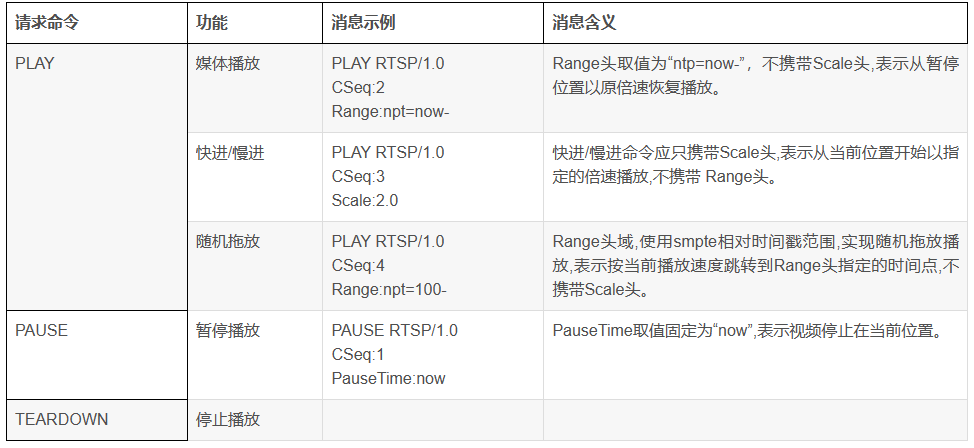 请求命令 功能 消息示例 消息含义
PLAY 媒体播放 PLAY RTSP/1.0 Range头取值为“ntp=now-”，不携带Scale头,表示从暂停
CSeq:2 位置以原倍速恢复播放。
Range:npt=now-
快进/慢进 PLAY RTSP/1.0 快进/慢进命令应只携带Scale头,表示从当前位置开始以指
CSeq:3 定的倍速播放,不携带 Range头。
Scale:2.0
随机拖放 PLAY RTSP/1.0 Range头域,使用smpte相对时间戳范围,实现随机拖放播
CSeq:4 放,表示按当前播放速度跳转到Range头指定的时间点,不
Range:npt=100- 携带Scale头。
PAUSE 暂停播放 PAUSE RTSP/1.0 PauseTime取值固定为“now”,表示视频停止在当前位置。
CSeq:1
PauseTime:now
TEARDOWN 停止播放